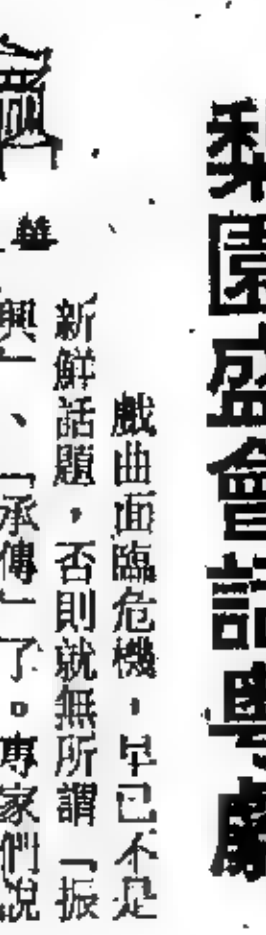 梨園盛會話粵劇
戲曲面臨危機,早已不是
新鮮話題,否則就無所謂「振
興」、「承傳」了。專家們說